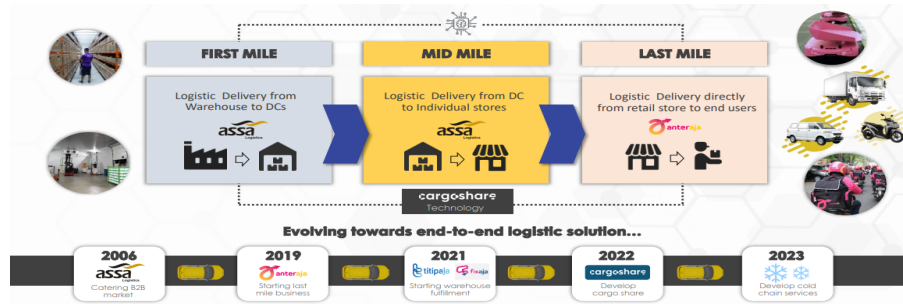 FIRST MILE
Logistic Delivery from
Warehouse to DCs
assa
Logistics
MID MILE
Logistic Delivery from DC
to Individual stores
assa
Logistics
LAST MILE
Logistic Delivery directly
from retail store to end users
anteraja
cargoshare
Technology
Evolving towards end-to-end logistic solution...
2006
assa
Logistics
Catering B2B
market
2019
anteraja
Starting last
mile business
2021
titipaja
Starting warehouse
fulfillment
2022
cargoshare
Develop
cargo share
2023
Develop cold
chain services